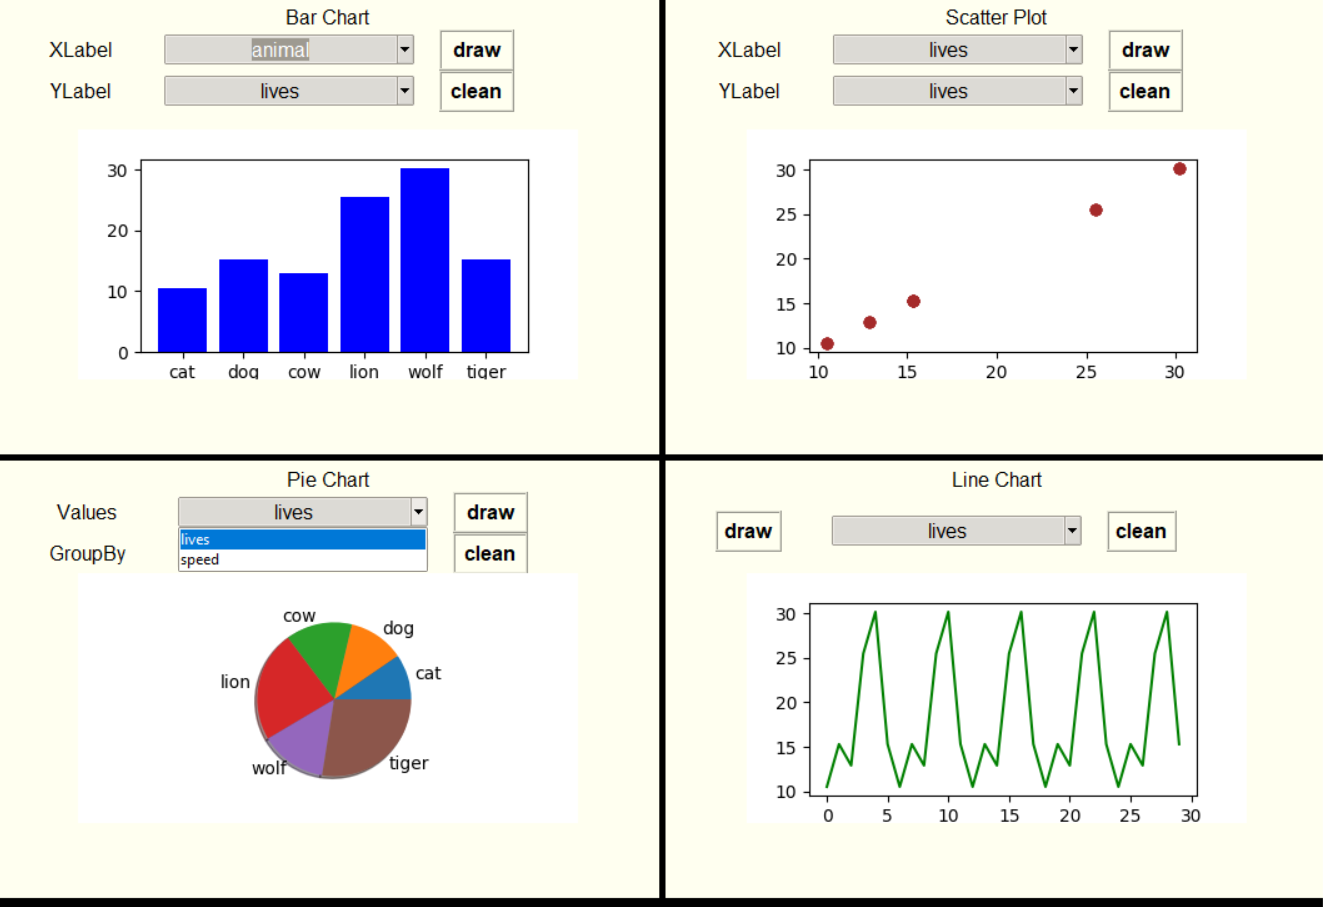 Bar Chart
XLabel animal draw
YLabel lives clean
30
20
10
0
cat dog cow lion wolf tiger
Scatter Plot
XLabel lives draw
YLabel lives clean
30
25
20
15
10
10 15 20 25 30
Pie Chart
Values lives draw
lives
speed
GroupBy clean
cow
dog
lion
cat
wolf
tiger
Line Chart
draw lives clean
30
25
20
15
10
0 5 10 15 20 25 30